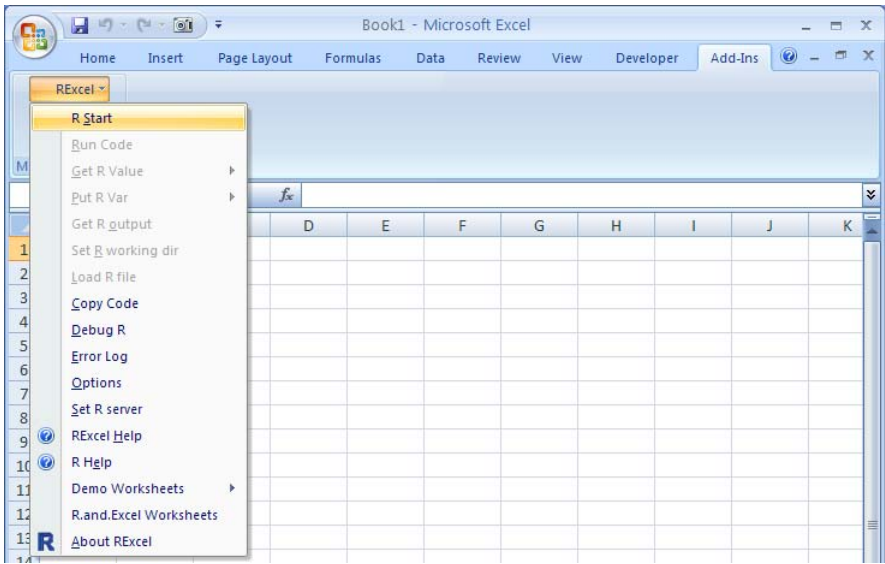 Book1 - Microsoft Excel
Home Insert Page Layout Formulas Data Review View Developer Add-Ins
RExcel
R Start
Run Code
M
Get R Value
Put R Var
fx
Get R output
D E F G H I J K
Set R working dir
1
Load R file
2
Copy Code
3
Debug R
4
Error Log
5
Options
6
Set R server
7
RExcel Help
8
R Help
9
Demo Worksheets
10
R.and.Excel Worksheets
11
About RExcel
12
13
14